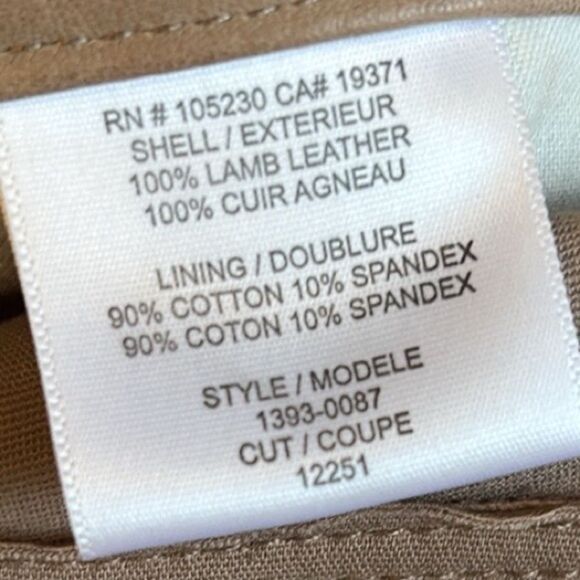 RN # 105230 CA# 19371
SHELL / EXTERIEUR
100% LAMB LEATHER
100% CUIR AGNEAU
LINING / DOUBLURE
90% COTTON 10% SPANDEX
90% COTON 10% SPANDEX
STYLE / MODELE
1393-0087
CUT / COUPE
12251